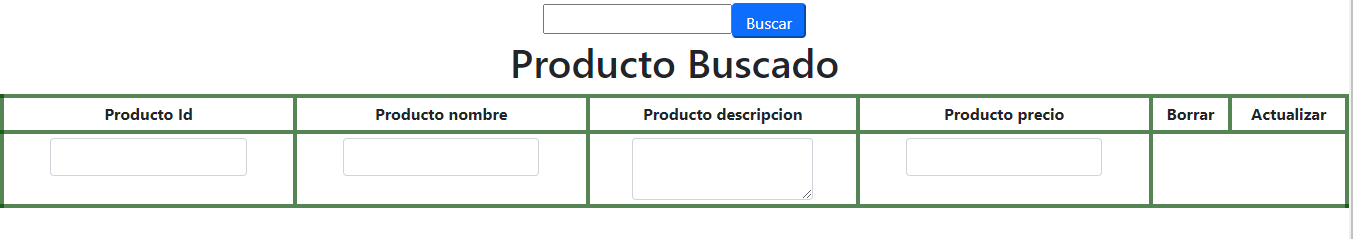 Buscar
Producto Buscado
Producto Id Producto nombre Producto descripcion Producto precio Borrar Actualizar